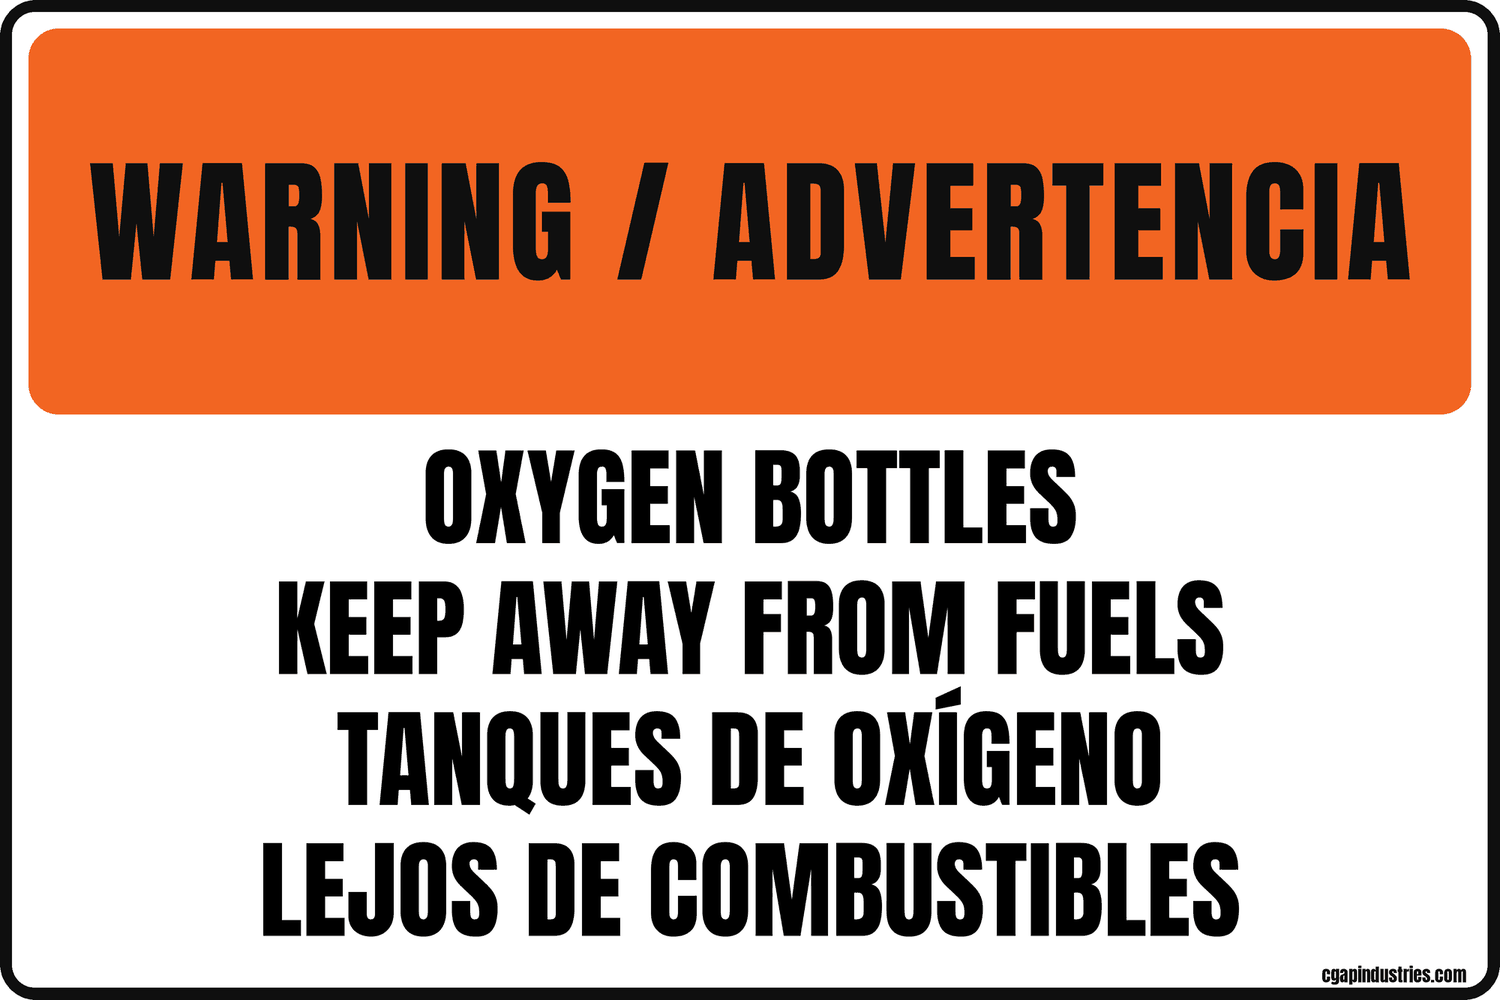 WARNING / ADVERTENCIA
OXYGEN BOTTLES
KEEP AWAY FROM FUELS
TANQUES DE OXÍGENO
LEJOS DE COMBUSTIBLES
cgapindustries.com